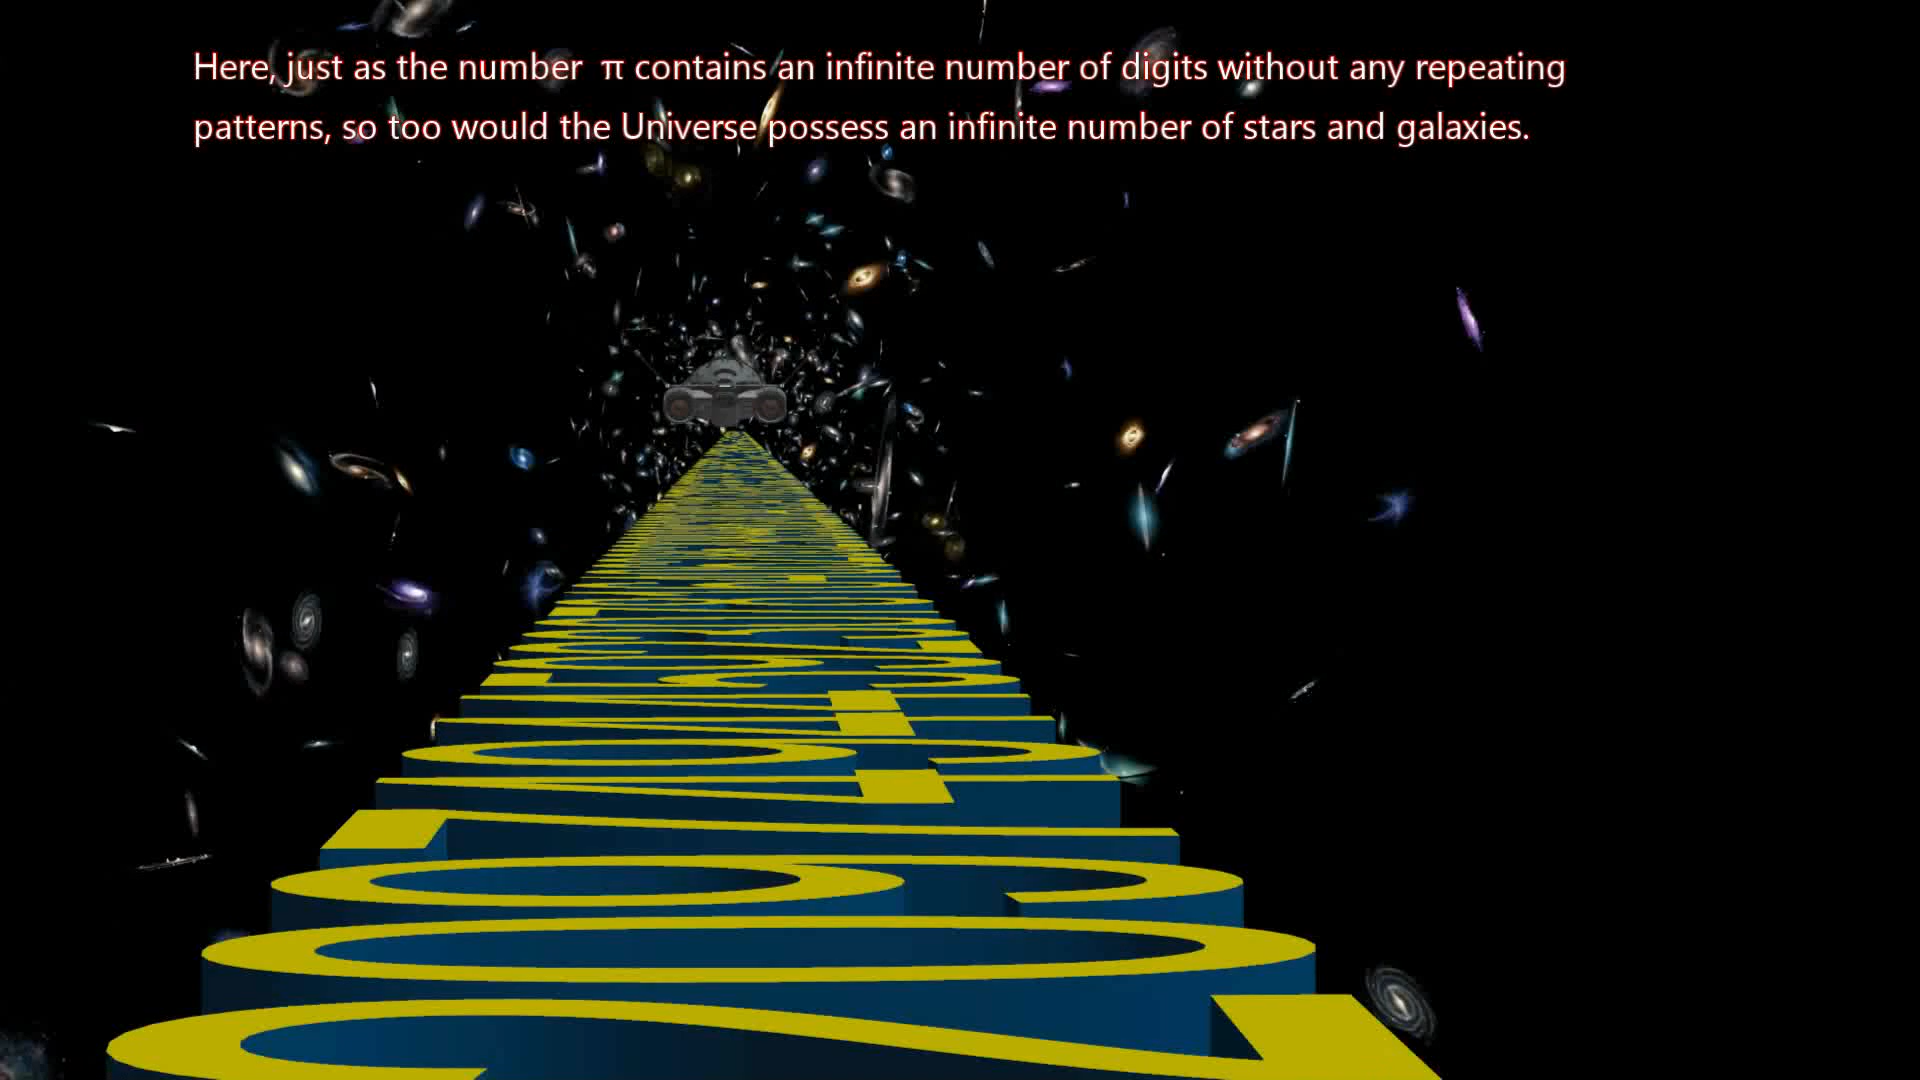 Here, just as the number π contains an infinite number of digits without any repeating
patterns, so too would the Universe possess an infinite number of stars and galaxies.